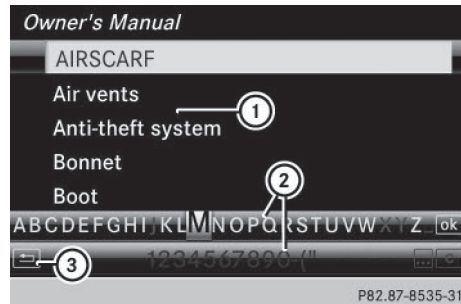 Owner's Manual
AIRSCARF
Air vents
1
Anti-theft system
Bonnet
2
Boot
ABCDEFGHIJKLMNOPQRSTUVWXYZ ok
3
1234567890-("
...
P82.87-8535-31